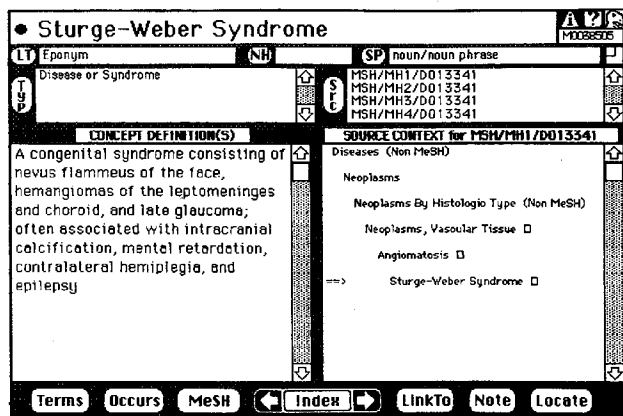 ● Sturge-Weber Syndrome
A ?
M0038505
LT Eponym NH SP noun/noun phrase
Typ Disease or Syndrome
Src MSH/MH1/D013341
MSH/MH2/D013341
MSH/MH3/D013341
MSH/MH4/D013341
CONCEPT DEFINITION(S)
A congenital syndrome consisting of
nevus flammeus of the face,
hemangiomas of the leptomeninges
and choroid, and late glaucoma;
often associated with intracranial
calcification, mental retardation,
contralateral hemiplegia, and
epilepsy
SOURCE CONTEXT for MSH/MH1/D013341
Diseases (Non MeSH)
Neoplasms
Neoplasms By Histologic Type (Non MeSH)
Neoplasms, Vascular Tissue
Angiomatosis
==> Sturge-Weber Syndrome
Terms Occurs MeSH Index LinkTo Note Locate